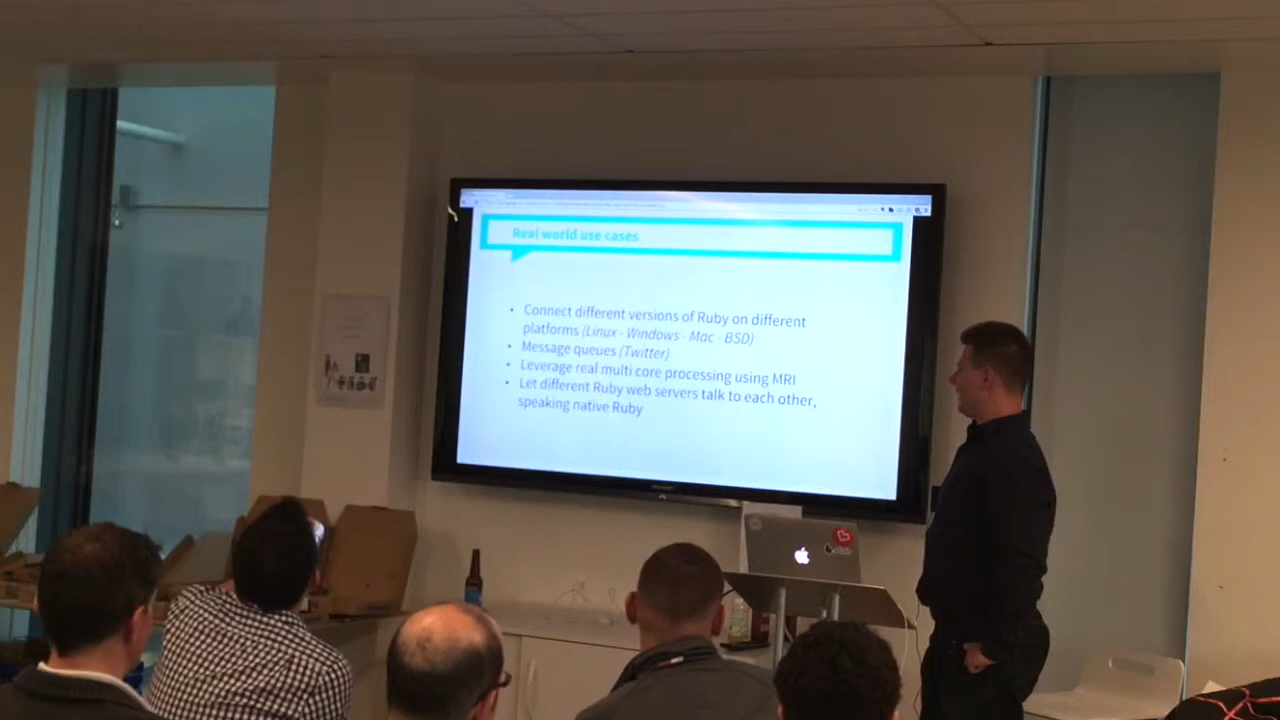 Real world use cases
• Connect different versions of Ruby on different
platforms (Linux - Windows - Mac - BSD)
• Message queues (Twitter)
• Leverage real multi core processing using MRI
• Let different Ruby web servers talk to each other,
speaking native Ruby